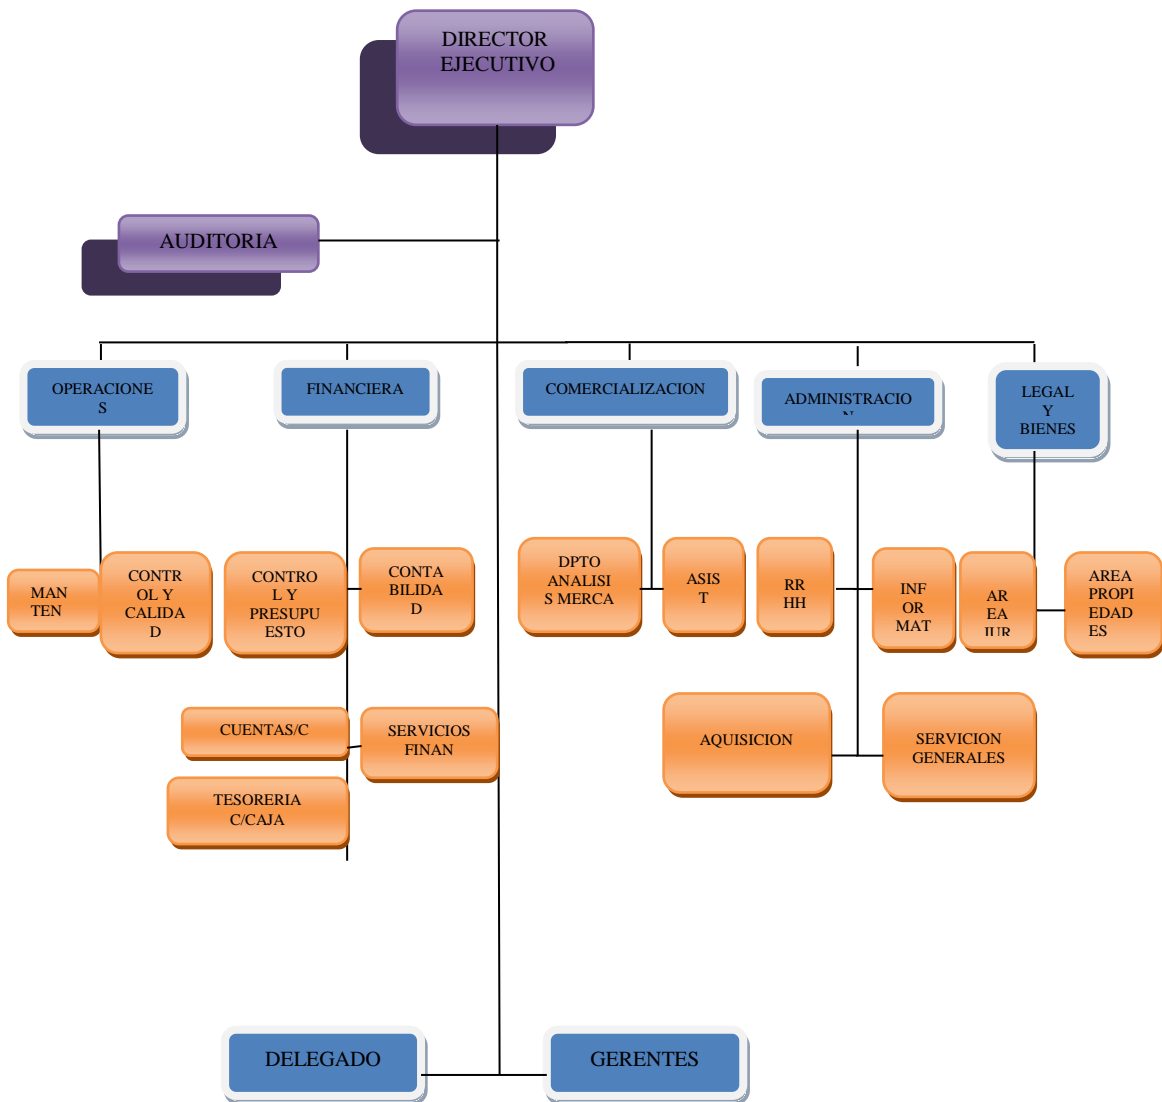 DIRECTOR
EJECUTIVO
AUDITORIA
OPERACIONE
S
FINANCIERA
COMERCIALIZACION
ADMINISTRACIO
N
LEGAL
Y
BIENES
MAN
TEN
CONTR
OL Y
CALIDA
D
CONTRO
L Y
PRESUPU
ESTO
CONTA
BILIDA
D
DPTO
ANALISI
S MERCA
ASIS
T
RR
HH
INF
OR
MAT
AR
EA
JUR
AREA
PROPI
EDAD
ES
CUENTAS/C
SERVICIOS
FINAN
TESORERIA
C/CAJA
AQUISICION
SERVICION
GENERALES
DELEGADO
GERENTES